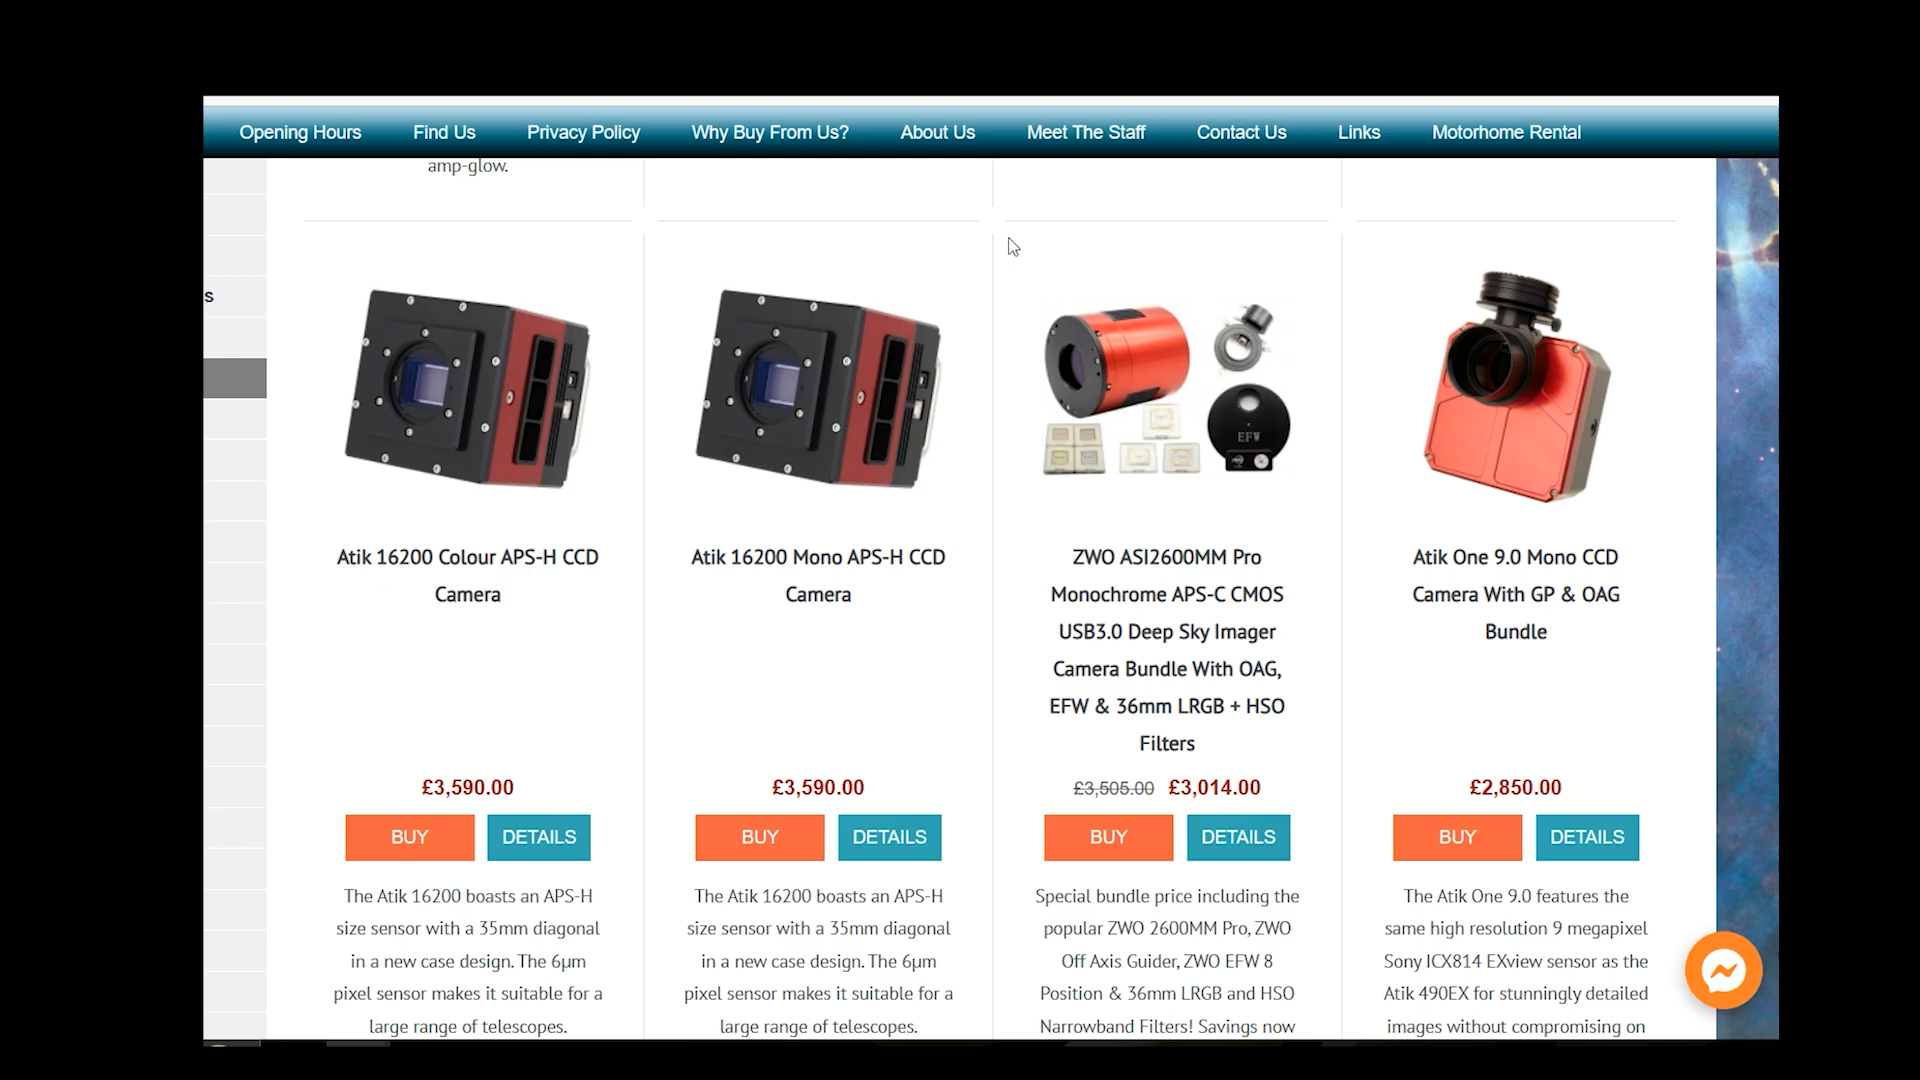 Opening Hours Find Us Privacy Policy Why Buy From Us? About Us Meet The Staff Contact Us Links Motorhome Rental
amp-glow.
s
EFW
Atik 16200 Colour APS-H CCD
Camera
£3,590.00
BUY DETAILS
The Atik 16200 boasts an APS-H
size sensor with a 35mm diagonal
in a new case design. The 6µm
pixel sensor makes it suitable for a
large range of telescopes.
Atik 16200 Mono APS-H CCD
Camera
£3,590.00
BUY DETAILS
The Atik 16200 boasts an APS-H
size sensor with a 35mm diagonal
in a new case design. The 6µm
pixel sensor makes it suitable for a
large range of telescopes.
ZWO ASI2600MM Pro
Monochrome APS-C CMOS
USB3.0 Deep Sky Imager
Camera Bundle With OAG,
EFW & 36mm LRGB + HSO
Filters
£3,505.00 £3,014.00
BUY DETAILS
Special bundle price including the
popular ZWO 2600MM Pro, ZWO
Off Axis Guider, ZWO EFW 8
Position & 36mm LRGB and HSO
Narrowband Filters! Savings now
Atik One 9.0 Mono CCD
Camera With GP & OAG
Bundle
£2,850.00
BUY DETAILS
The Atik One 9.0 features the
same high resolution 9 megapixel
Sony ICX814 EXview sensor as the
Atik 490EX for stunningly detailed
images without compromising on